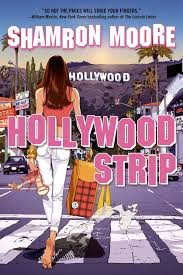 SHAMRON MOORE
"SO HOT THE PAGES WILL SINGE YOUR FINGERS."
HOLLYWOOD
HOLLYWOOD
STRIP